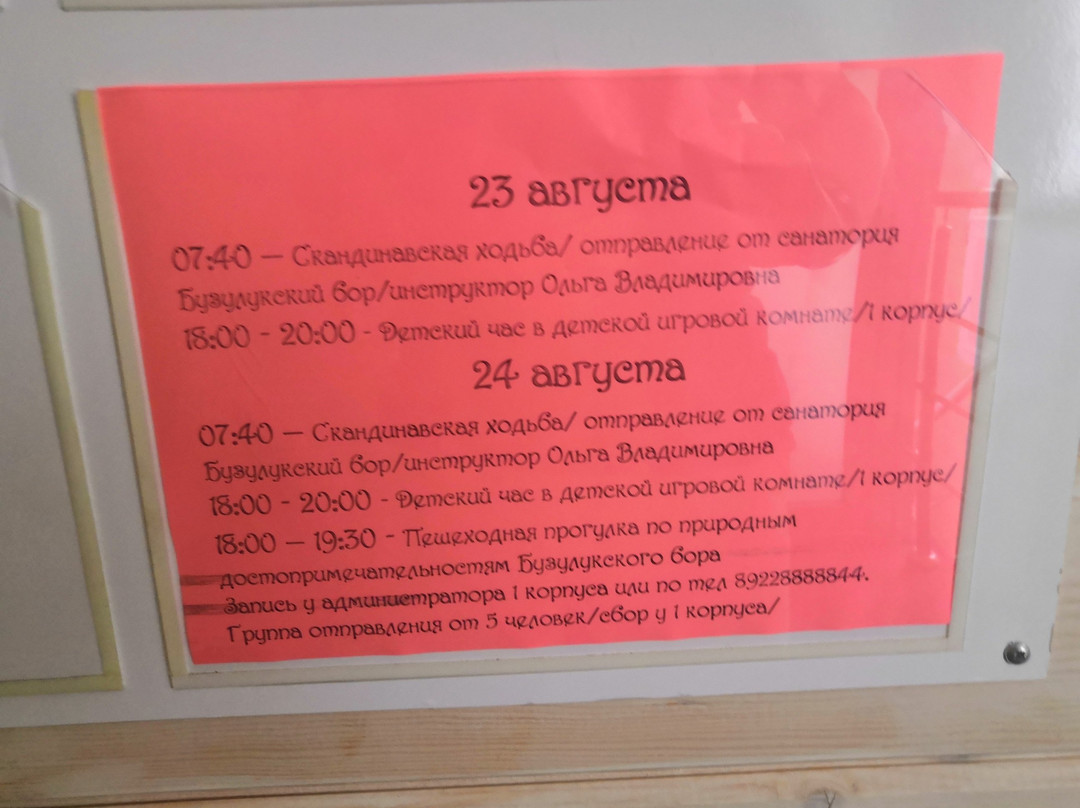 23 августа
07:40 — Скандинавская ходьба/ отправление от санатория
Бузулукский бор/инструктор Ольга Владимировна
18:00 - 20:00 - Детский час в детской игровой комнате/1 корпус/
24 августа
07:40 — Скандинавская ходьба/ отправление от санатория
Бузулукский бор/инструктор Ольга Владимировна
18:00 - 20:00 - Детский час в детской игровой комнате/1 корпус/
18:00 — 19:30 - Пешеходная прогулка по природным
достопримечательностям Бузулукского бора
Запись у администратора 1 корпуса или по тел 89228888844.
Группа отправления от 5 человек/сбор у 1 корпуса/